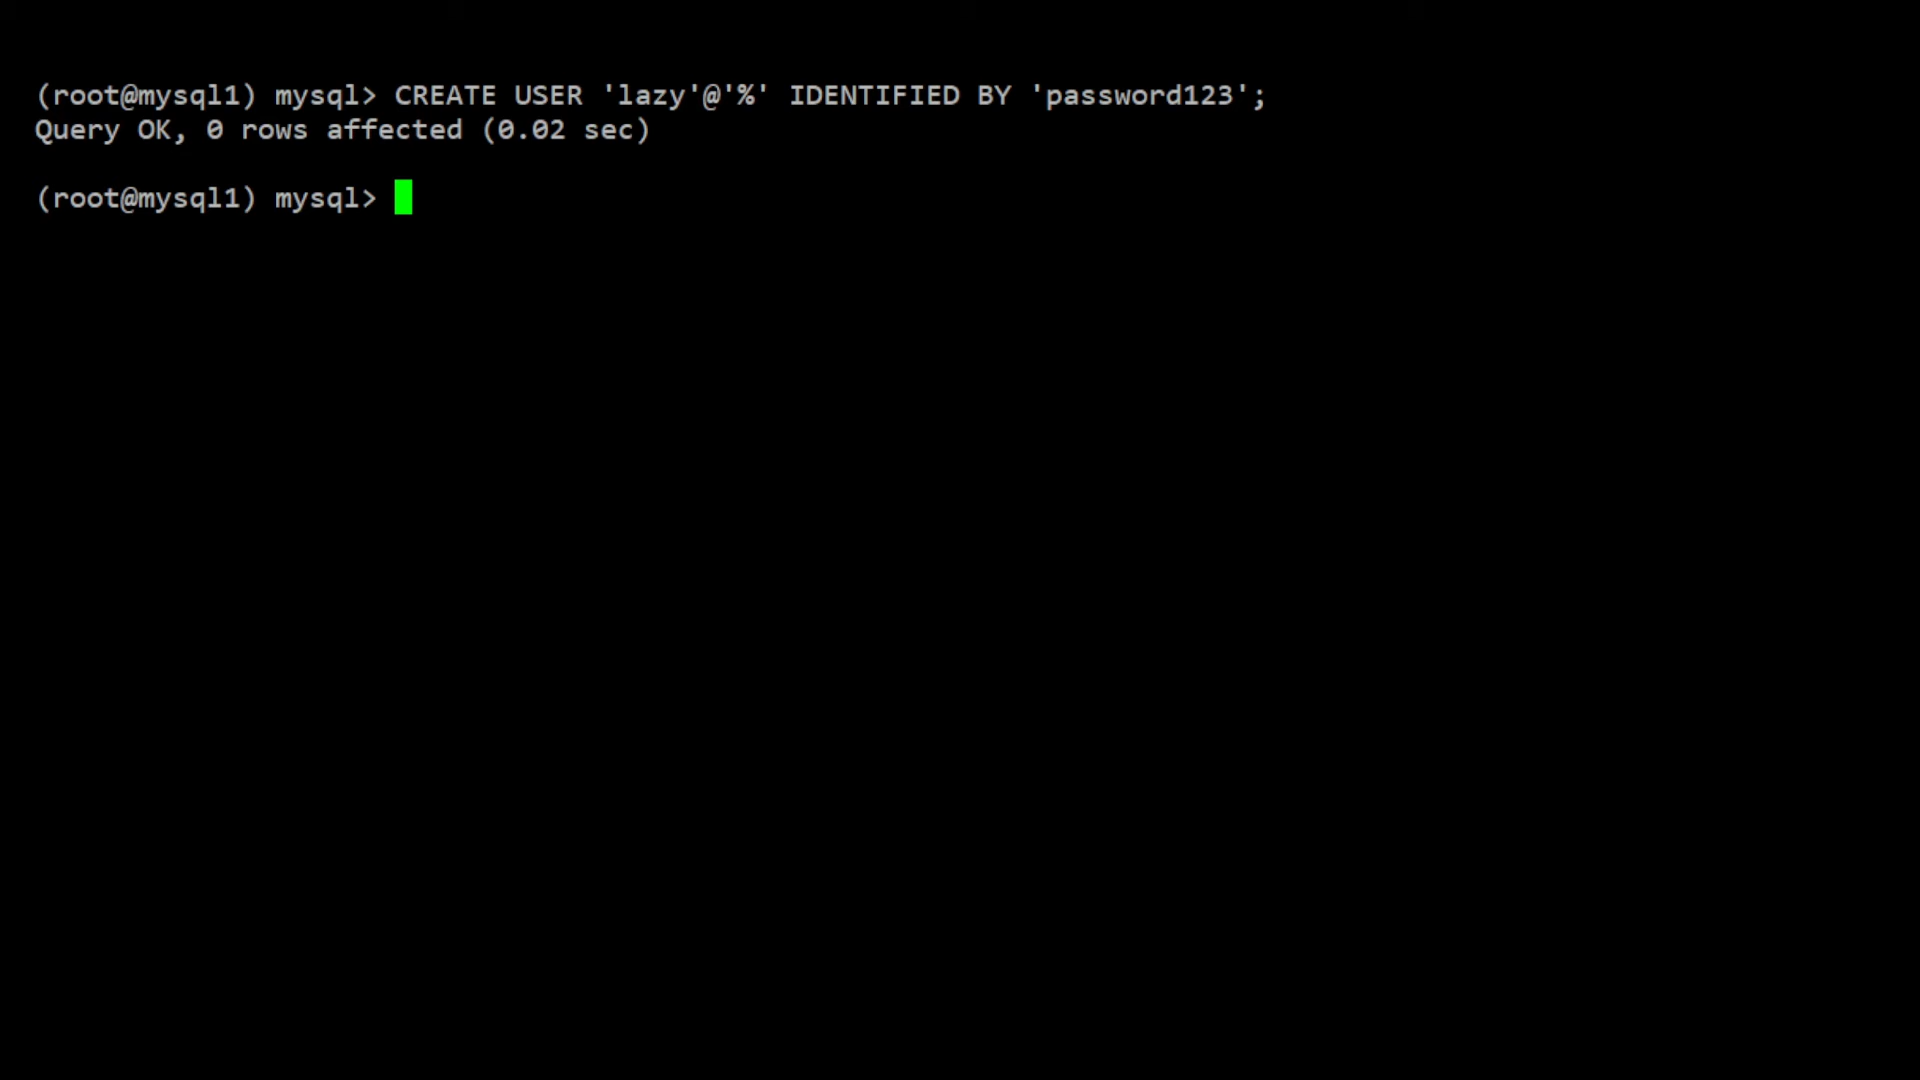 (root@mysql1) mysql> CREATE USER 'lazy'@'%' IDENTIFIED BY 'password123';
Query OK, 0 rows affected (0.02 sec)
(root@mysql1) mysql>